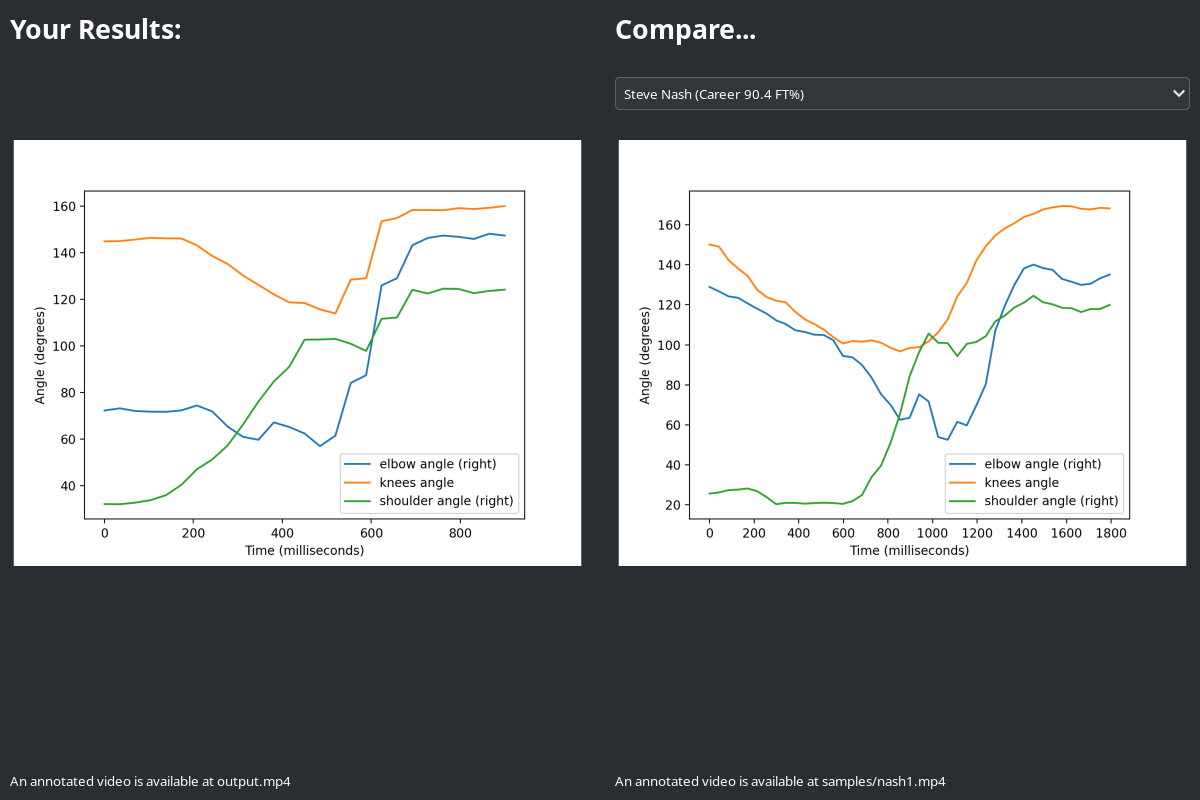 Your Results:
Compare...
Steve Nash (Career 90.4 FT%)
160
140
120
100
80
60
40
Angle (degrees)
0 200 400 600 800
Time (milliseconds)
elbow angle (right)
knees angle
shoulder angle (right)
160
140
120
100
80
60
40
20
Angle (degrees)
0 200 400 600 800 1000 1200 1400 1600 1800
Time (milliseconds)
elbow angle (right)
knees angle
shoulder angle (right)
An annotated video is available at output.mp4
An annotated video is available at samples/nash1.mp4